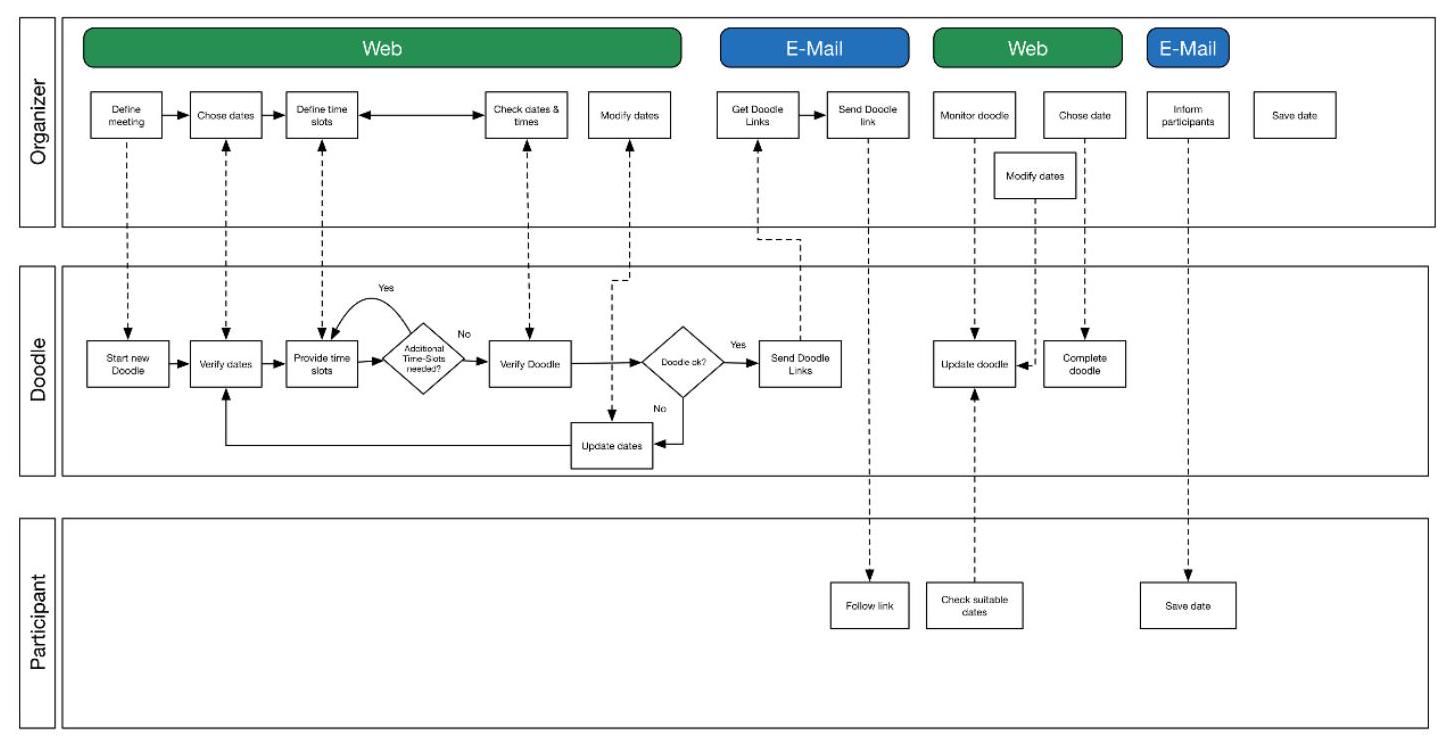 Organizer
Web
E-Mail
Web
E-Mail
Define
meeting
Chose dates
Define time
slots
Check dates &
times
Modify dates
Get Doodle
Links
Send Doodle
link
Monitor doodle
Chose date
Inform
participants
Save date
Modify dates
Doodle
Yes
No
Start new
Doodle
Verify dates
Provide time
slots
Additional
Time-Slots
needed?
Verify Doodle
Doodle ok?
Yes
No
Send Doodle
Links
Update doodle
Complete
doodle
Update dates
Participant
Follow link
Check suitable
dates
Save date